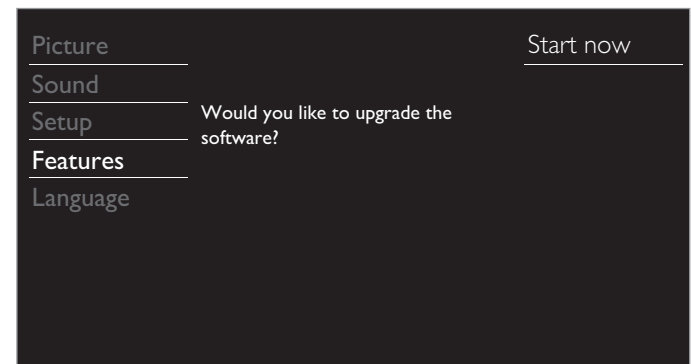 Picture
Sound
Setup
Features
Language
Would you like to upgrade the
software?
Start now